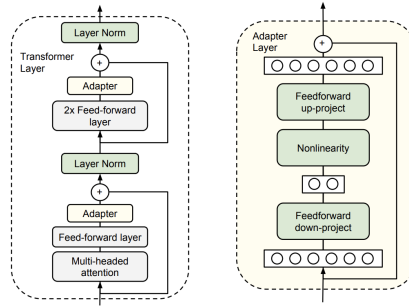 Layer Norm
Transformer
Layer
+
Adapter
2x Feed-forward
layer
Layer Norm
+
Adapter
Feed-forward layer
Multi-headed
attention
Adapter
Layer
+
Feedforward
up-project
Nonlinearity
Feedforward
down-project